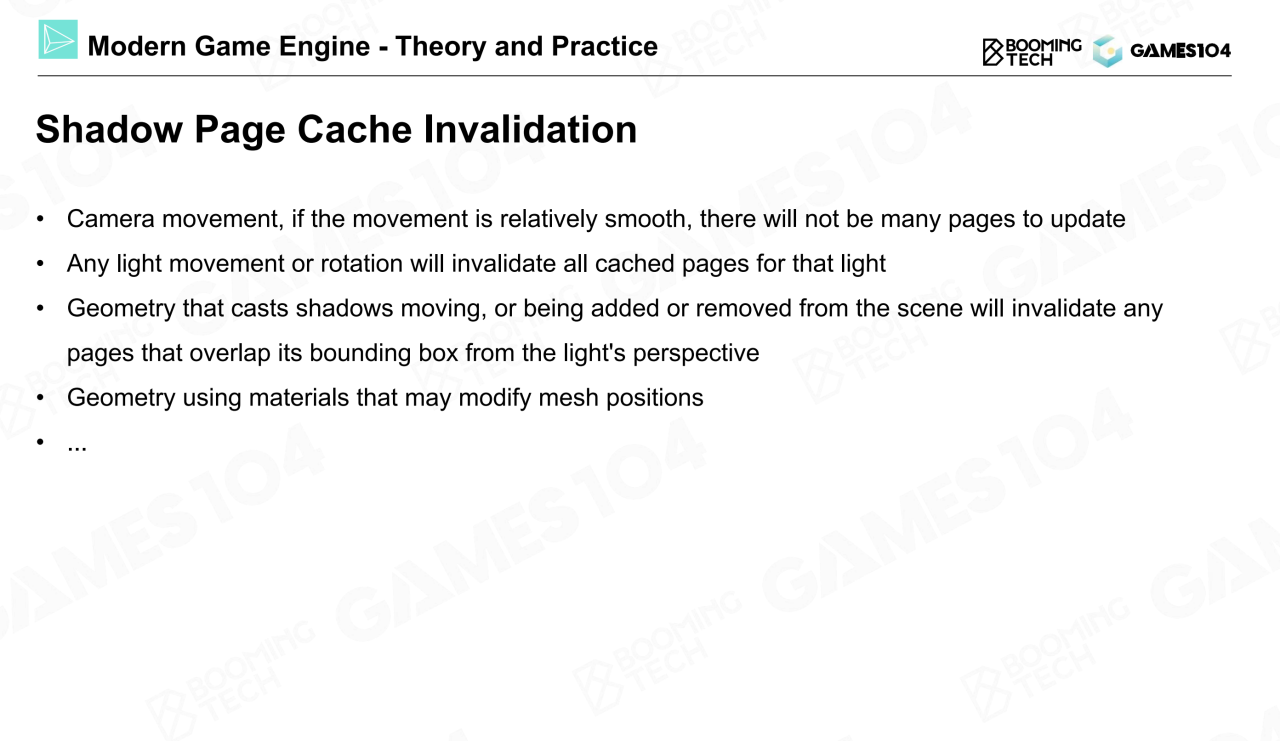 Modern Game Engine - Theory and Practice
BOOMING
TECH
GAMES104
Shadow Page Cache Invalidation
• Camera movement, if the movement is relatively smooth, there will not be many pages to update
• Any light movement or rotation will invalidate all cached pages for that light
• Geometry that casts shadows moving, or being added or removed from the scene will invalidate any
pages that overlap its bounding box from the light's perspective
• Geometry using materials that may modify mesh positions
• ...